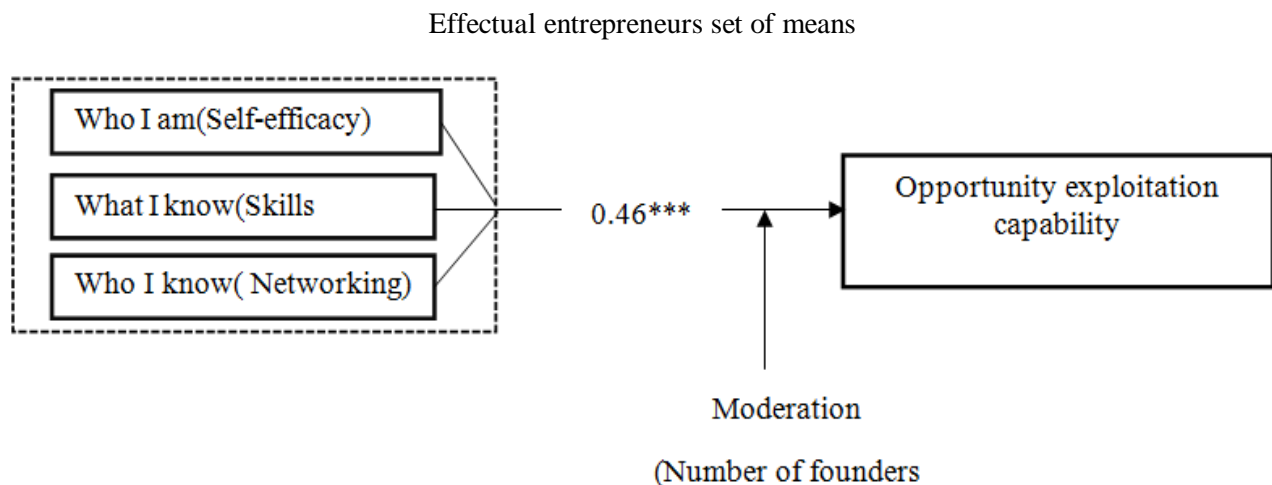 Effectual entrepreneurs set of means
Who I am(Self-efficacy)
What I know(Skills
Who I know( Networking)
0.46***
Opportunity exploitation
capability
Moderation
(Number of founders